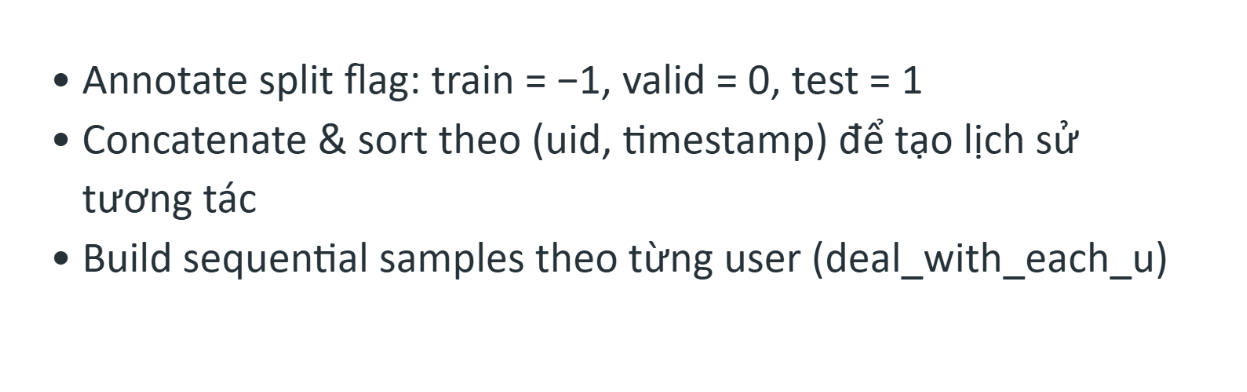 • Annotate split flag: train = −1, valid = 0, test = 1
• Concatenate & sort theo (uid, timestamp) để tạo lịch sử
tương tác
• Build sequential samples theo từng user (deal_with_each_u)